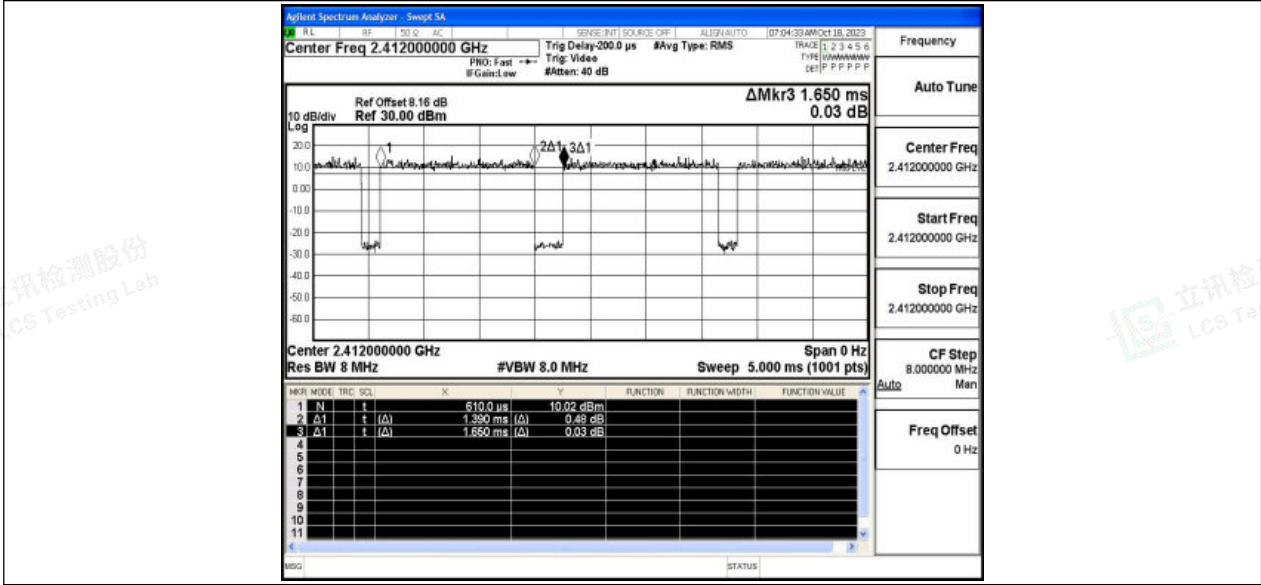 Agilent Spectrum Analyzer - Swept SA
RL RF 50 Ω AC SENSE:INT SOURCE OFF ALIGN AUTO 07:04:33 AM Oct 18, 2023
Center Freq 2.412000000 GHz
PNO: Fast
IFGain:Low
Trig Delay-200.0 µs
Trig: Video
#Atten: 40 dB
#Avg Type: RMS
TRACE 1 2 3 4 5 6
TYPE
DET P P P P P P
ΔMkr3 1.650 ms
0.03 dB
Ref Offset 8.16 dB
Ref 30.00 dBm
10 dB/div
Log
20.0
10.0
0.00
-10.0
-20.0
-30.0
-40.0
-50.0
-60.0
1
2Δ1
3Δ1
Center 2.412000000 GHz Span 0 Hz
Res BW 8 MHz #VBW 8.0 MHz Sweep 5.000 ms (1001 pts)
MKR MODE TRC SCL X Y FUNCTION FUNCTION WIDTH FUNCTION VALUE
1 N t 610.0 µs 10.02 dBm
2 Δ1 t (Δ) 1.390 ms (Δ) 0.48 dB
3 Δ1 t (Δ) 1.650 ms (Δ) 0.03 dB
4
5
6
7
8
9
10
11
MSG STATUS
Frequency
Auto Tune
Center Freq
2.412000000 GHz
Start Freq
2.412000000 GHz
Stop Freq
2.412000000 GHz
CF Step
8.000000 MHz
Auto Man
Freq Offset
0 Hz
立讯检测股份
LCS Testing Lab
立讯检
LCS Te